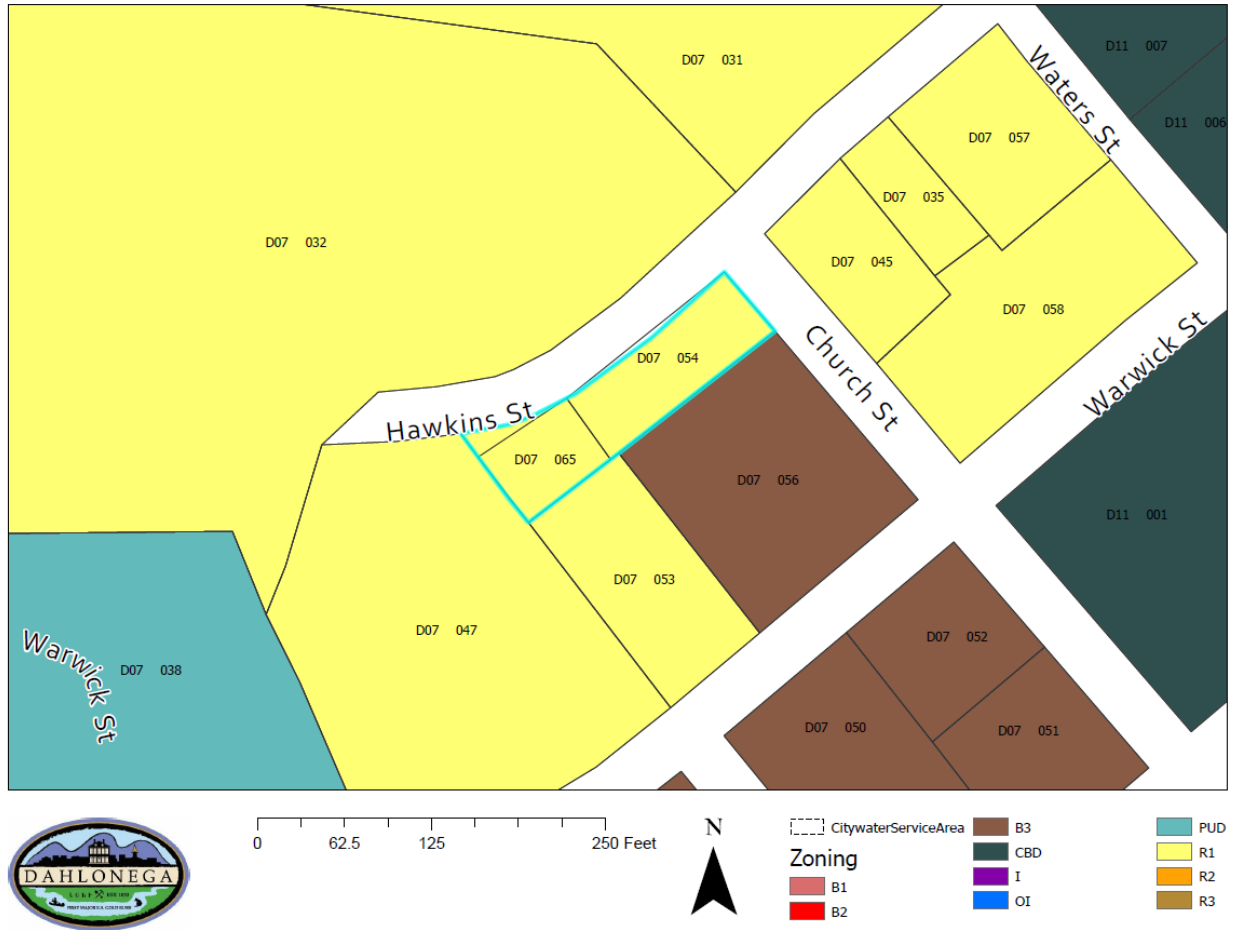 D11 007
D07 031
Waters St
D11 006
D07 057
D07 035
D07 032
D07 045
D07 058
Church St
Warwick St
D07 054
Hawkins St
D07 065
D07 056
D11 001
D07 053
D07 047
D07 052
Warwick St
D07 038
D07 050
D07 051
0 62.5 125 250 Feet
N
CitywaterServiceArea
Zoning
B1
B2
B3
CBD
I
OI
PUD
R1
R2
R3
DAHLONEGA